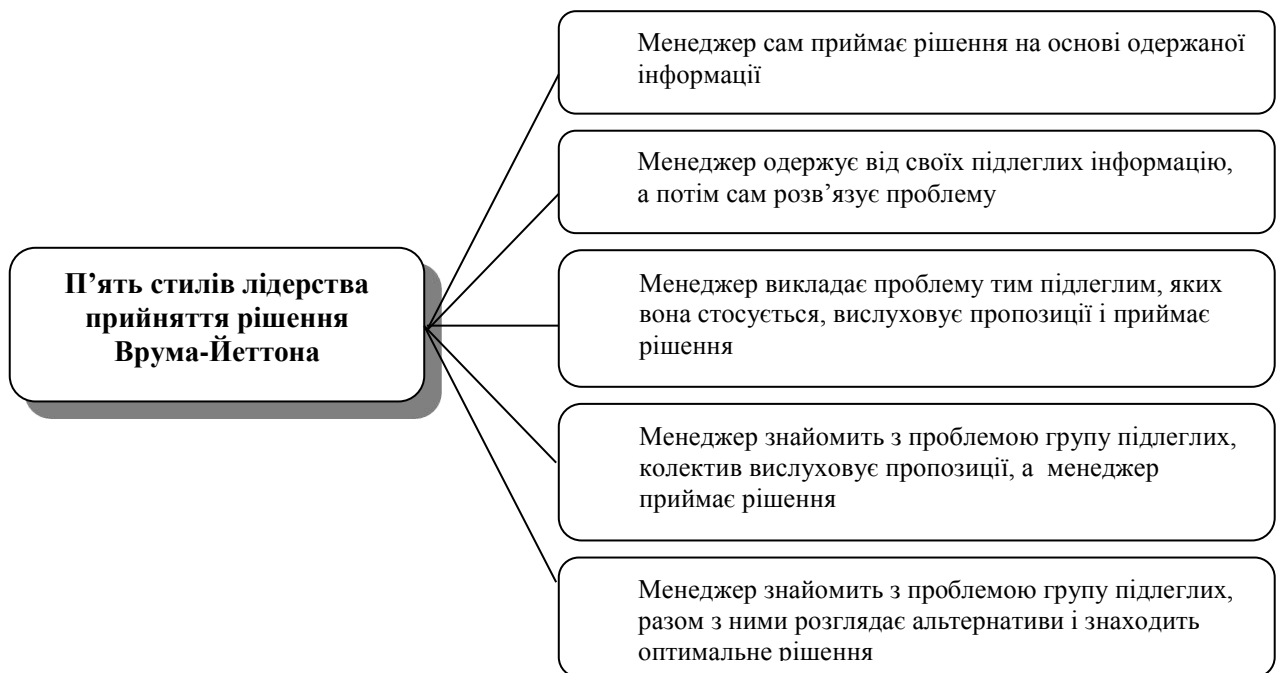 Менеджер сам приймає рішення на основі одержаної
інформації
Менеджер одержує від своїх підлеглих інформацію,
а потім сам розв’язує проблему
П’ять стилів лідерства
прийняття рішення
Врума-Йеттона
Менеджер викладає проблему тим підлеглим, яких
вона стосується, вислуховує пропозиції і приймає
рішення
Менеджер знайомить з проблемою групу підлеглих,
колектив вислуховує пропозиції, а  менеджер
приймає рішення
Менеджер знайомить з проблемою групу підлеглих,
разом з ними розглядає альтернативи і знаходить
оптимальне рішення